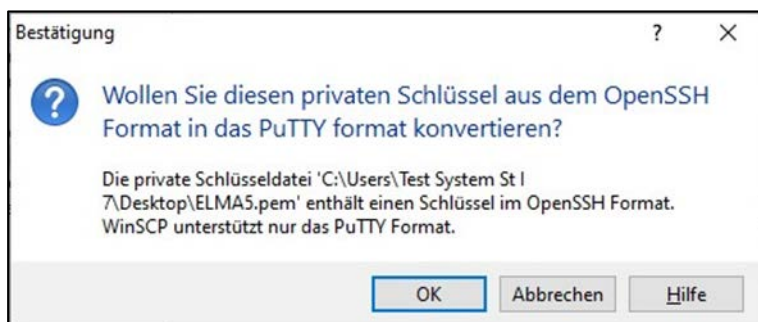 Bestätigung
?
Wollen Sie diesen privaten Schlüssel aus dem OpenSSH
Format in das PuTTY format konvertieren?
Die private Schlüsseldatei 'C:\Users\Test System St I
7\Desktop\ELMA5.pem' enthält einen Schlüssel im OpenSSH Format.
WinSCP unterstützt nur das PuTTY Format.
OK Abbrechen Hilfe